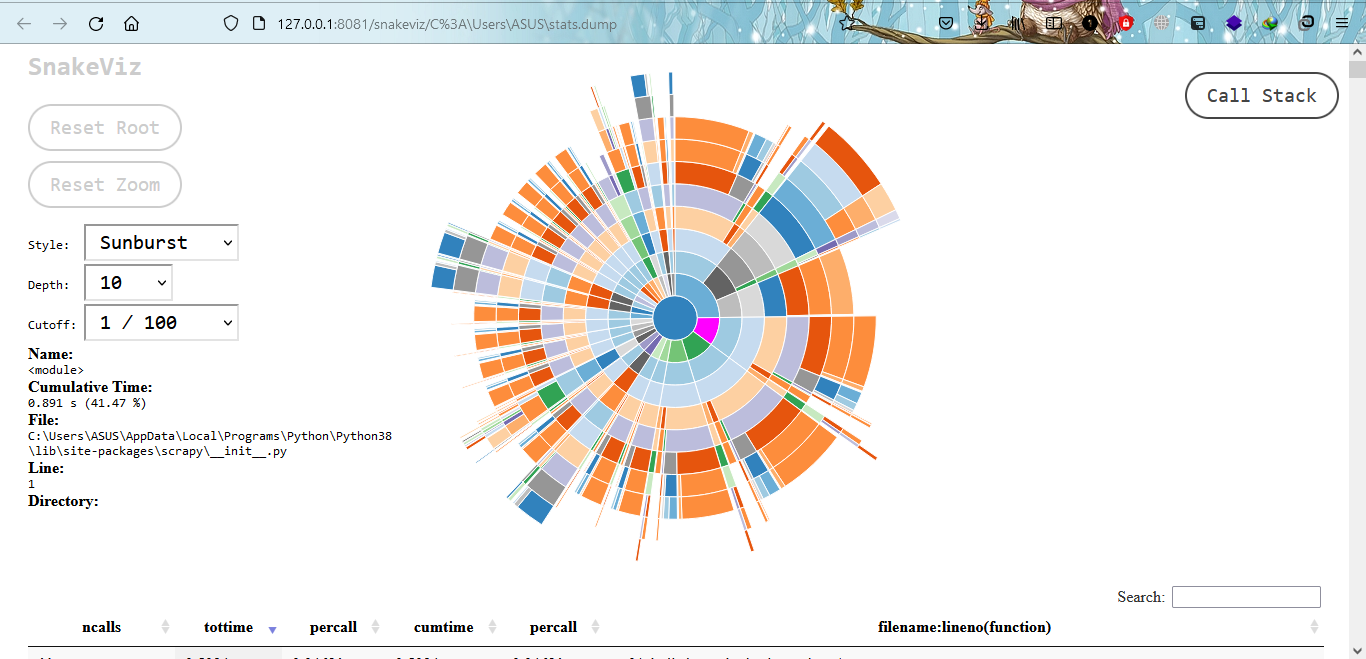 127.0.0.1:8081/snakeviz/C%3A\Users\ASUS\stats.dump
SnakeViz
Call Stack
Reset Root
Reset Zoom
Style: Sunburst
Depth: 10
Cutoff: 1 / 100
Name:
<module>
Cumulative Time:
0.891 s (41.47 %)
File:
C:\Users\ASUS\AppData\Local\Programs\Python\Python38
\lib\site-packages\scrapy\__init__.py
Line:
1
Directory:
Search:
ncalls tottime percall cumtime percall filename:lineno(function)